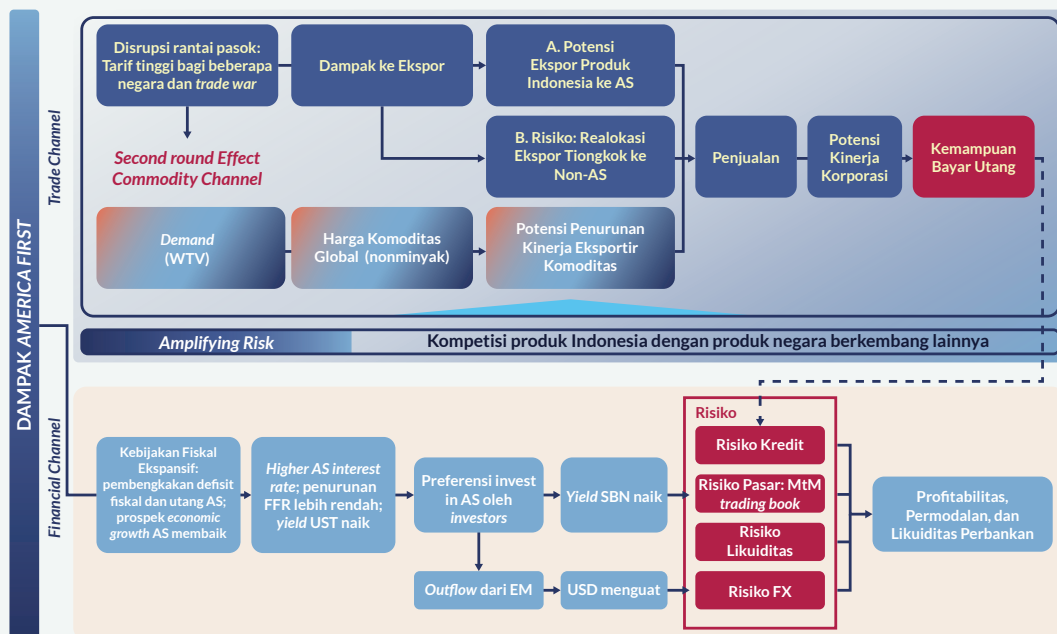 DAMPAK AMERICA FIRST
Trade Channel
Disrupsi rantai pasok:
Tarif tinggi bagi beberapa
negara dan trade war
Dampak ke Ekspor
A. Potensi
Ekspor Produk
Indonesia ke AS
B. Risiko: Realokasi
Ekspor Tiongkok ke
Non-AS
Second round Effect
Commodity Channel
Demand
(WTV)
Harga Komoditas
Global (nonminyak)
Potensi Penurunan
Kinerja Eksportir
Komoditas
Penjualan
Potensi
Kinerja
Korporasi
Kemampuan
Bayar Utang
Amplifying Risk
Kompetisi produk Indonesia dengan produk negara berkembang lainnya
Financial Channel
Kebijakan Fiskal
Ekspansif:
pembengkakan defisit
fiskal dan utang AS;
prospek economic
growth AS membaik
Higher AS interest
rate; penurunan
FFR lebih rendah;
yield UST naik
Preferensi invest
in AS oleh
investors
Yield SBN naik
Outflow dari EM
USD menguat
Risiko
Risiko Kredit
Risiko Pasar: MtM
trading book
Risiko
Likuiditas
Risiko FX
Profitabilitas,
Permodalan, dan
Likuiditas Perbankan